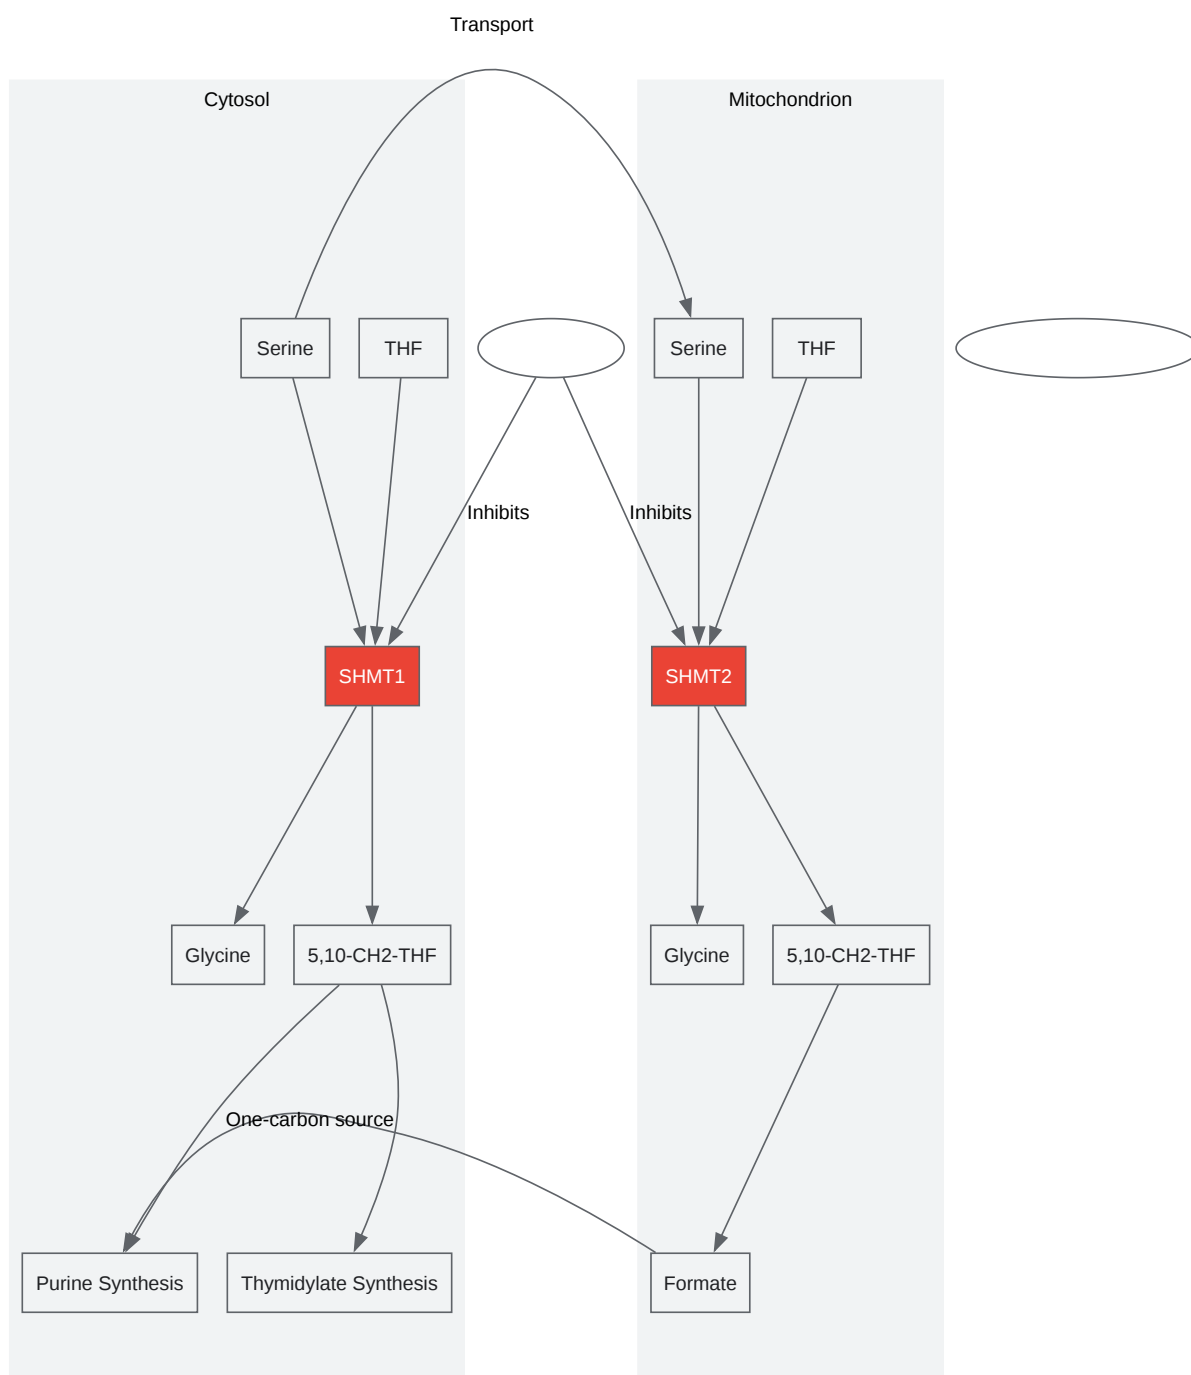 Transport
Cytosol
Mitochondrion
Serine
THF
Serine
THF
Inhibits
Inhibits
SHMT1
SHMT2
Glycine
5,10-CH2-THF
Glycine
5,10-CH2-THF
One-carbon source
Purine Synthesis
Thymidylate Synthesis
Formate